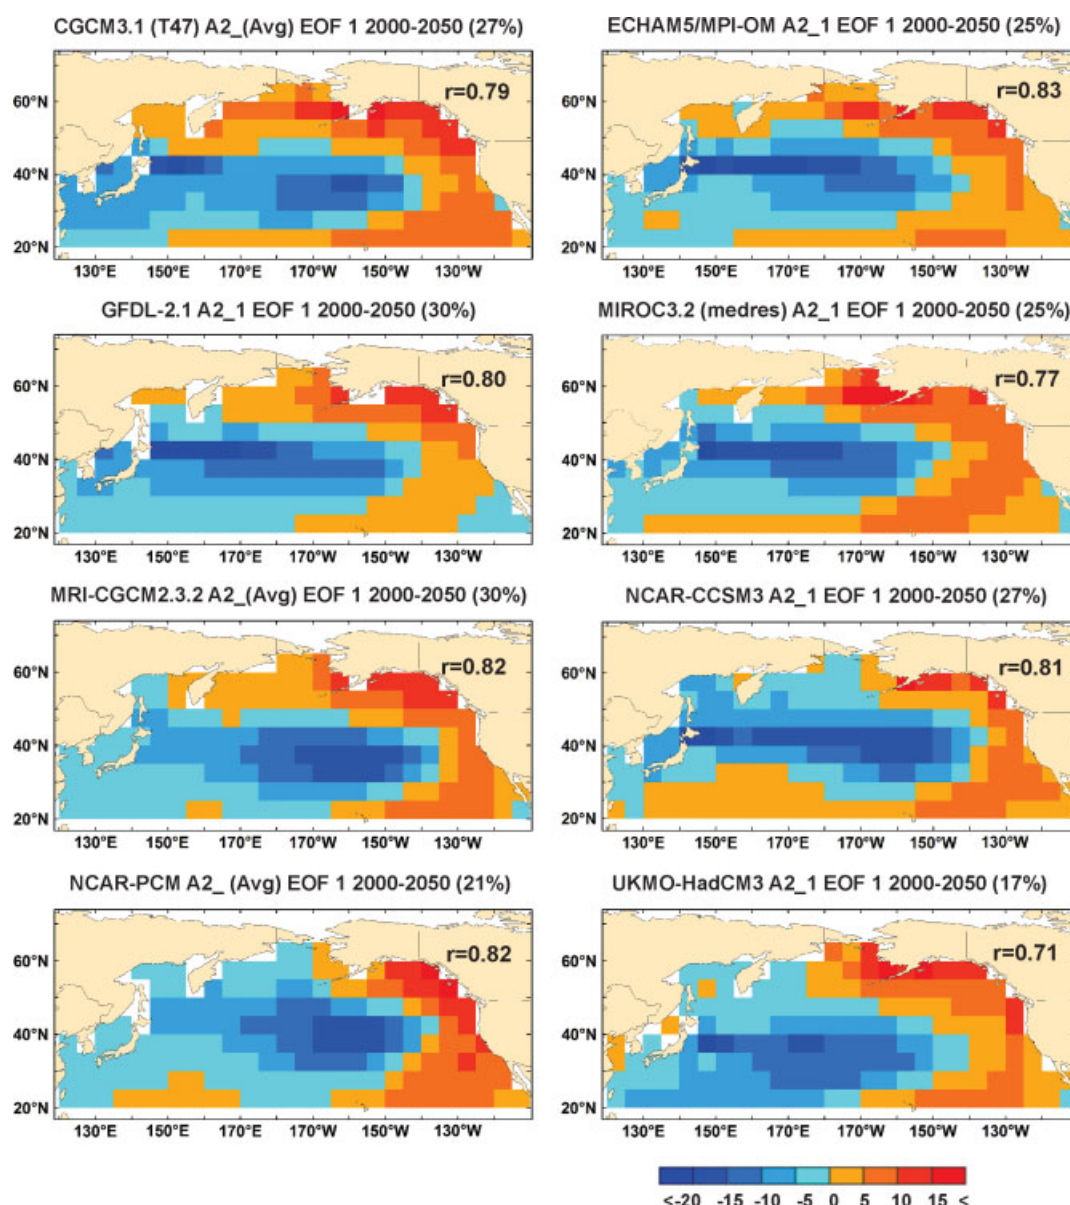 CGCM3.1 (T47) A2_(Avg) EOF 1 2000-2050 (27%)
r=0.79
60°N
40°N
20°N
130°E 150°E 170°E 170°W 150°W 130°W
ECHAM5/MPI-OM A2_1 EOF 1 2000-2050 (25%)
r=0.83
60°N
40°N
20°N
130°E 150°E 170°E 170°W 150°W 130°W
GFDL-2.1 A2_1 EOF 1 2000-2050 (30%)
r=0.80
60°N
40°N
20°N
130°E 150°E 170°E 170°W 150°W 130°W
MIROC3.2 (medres) A2_1 EOF 1 2000-2050 (25%)
r=0.77
60°N
40°N
20°N
130°E 150°E 170°E 170°W 150°W 130°W
MRI-CGCM2.3.2 A2_(Avg) EOF 1 2000-2050 (30%)
r=0.82
60°N
40°N
20°N
130°E 150°E 170°E 170°W 150°W 130°W
NCAR-CCSM3 A2_1 EOF 1 2000-2050 (27%)
r=0.81
60°N
40°N
20°N
130°E 150°E 170°E 170°W 150°W 130°W
NCAR-PCM A2_ (Avg) EOF 1 2000-2050 (21%)
r=0.82
60°N
40°N
20°N
130°E 150°E 170°E 170°W 150°W 130°W
UKMO-HadCM3 A2_1 EOF 1 2000-2050 (17%)
r=0.71
60°N
40°N
20°N
130°E 150°E 170°E 170°W 150°W 130°W
<-20 -15 -10 -5 0 5 10 15 <